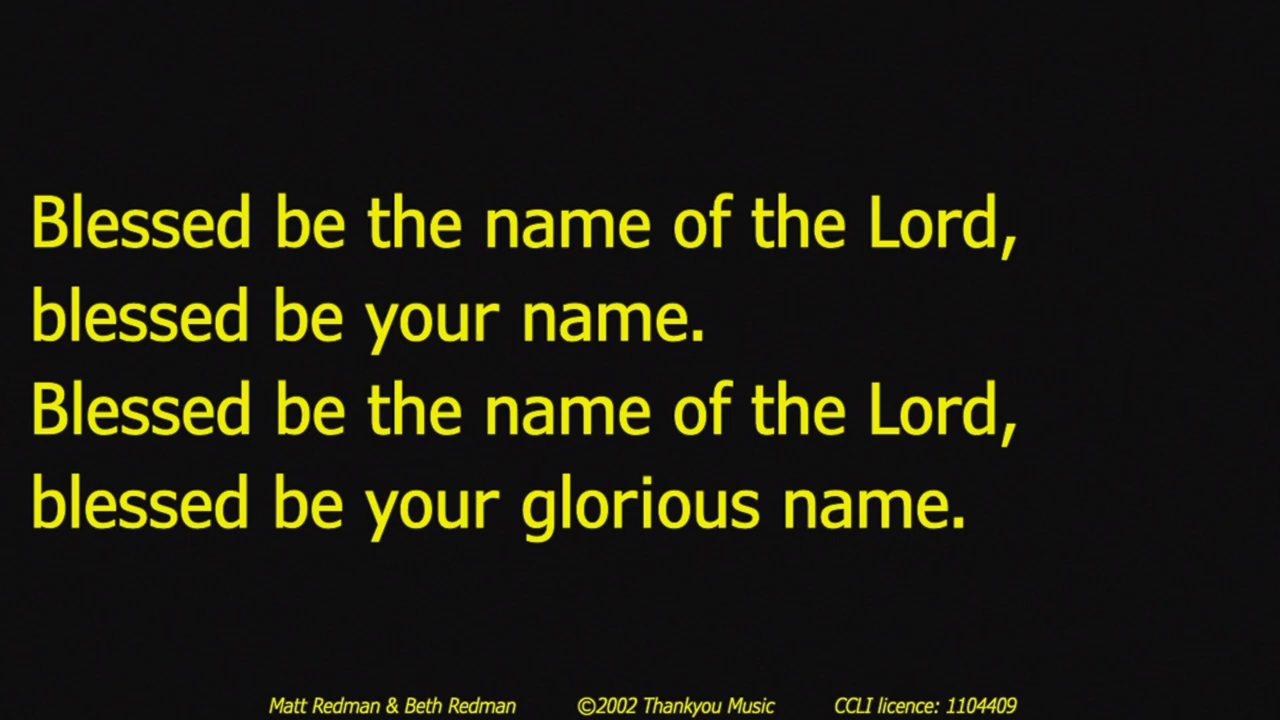 Blessed be the name of the Lord,
blessed be your name.
Blessed be the name of the Lord,
blessed be your glorious name.
Matt Redman & Beth Redman ©2002 Thankyou Music CCLI licence: 1104409